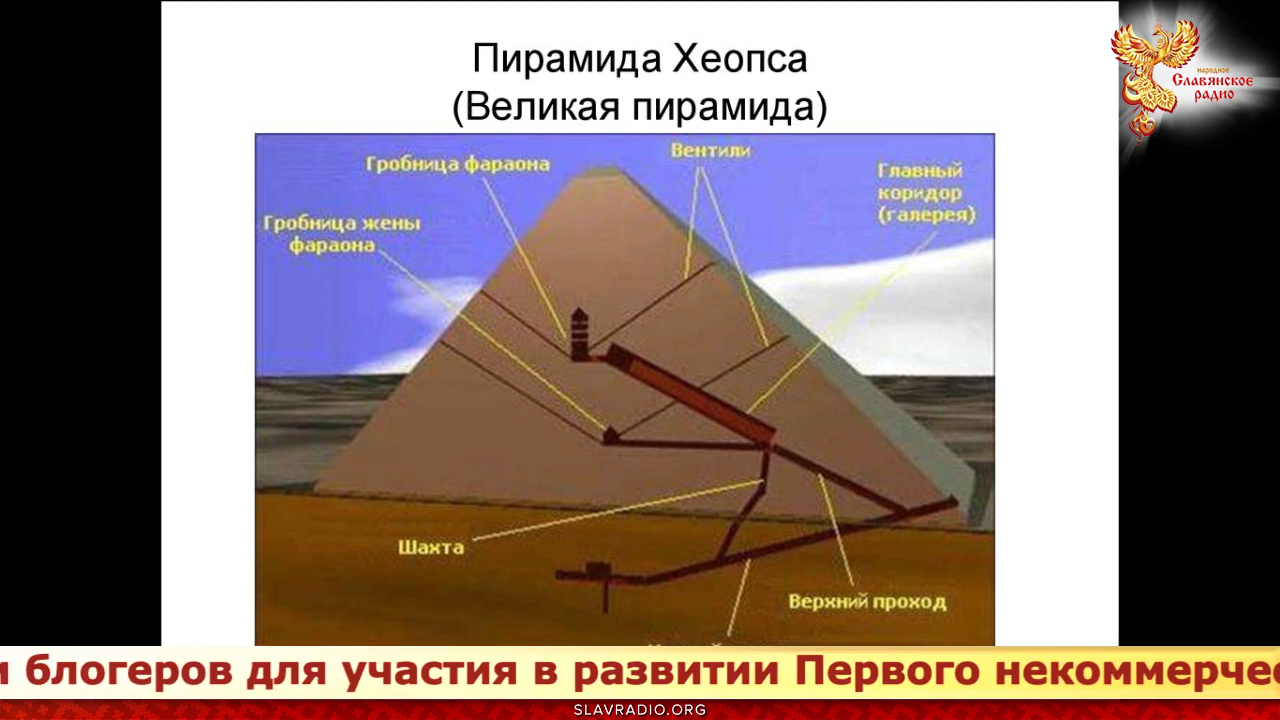 Пирамида Хеопса
(Великая пирамида)
народное
Славянское
радио
Гробница фараона
Вентили
Главный
коридор
(галерея)
Гробница жены
фараона
Шахта
Верхний проход
и блогеров для участия в развитии Первого некоммерчес
SLAVRADIO.ORG